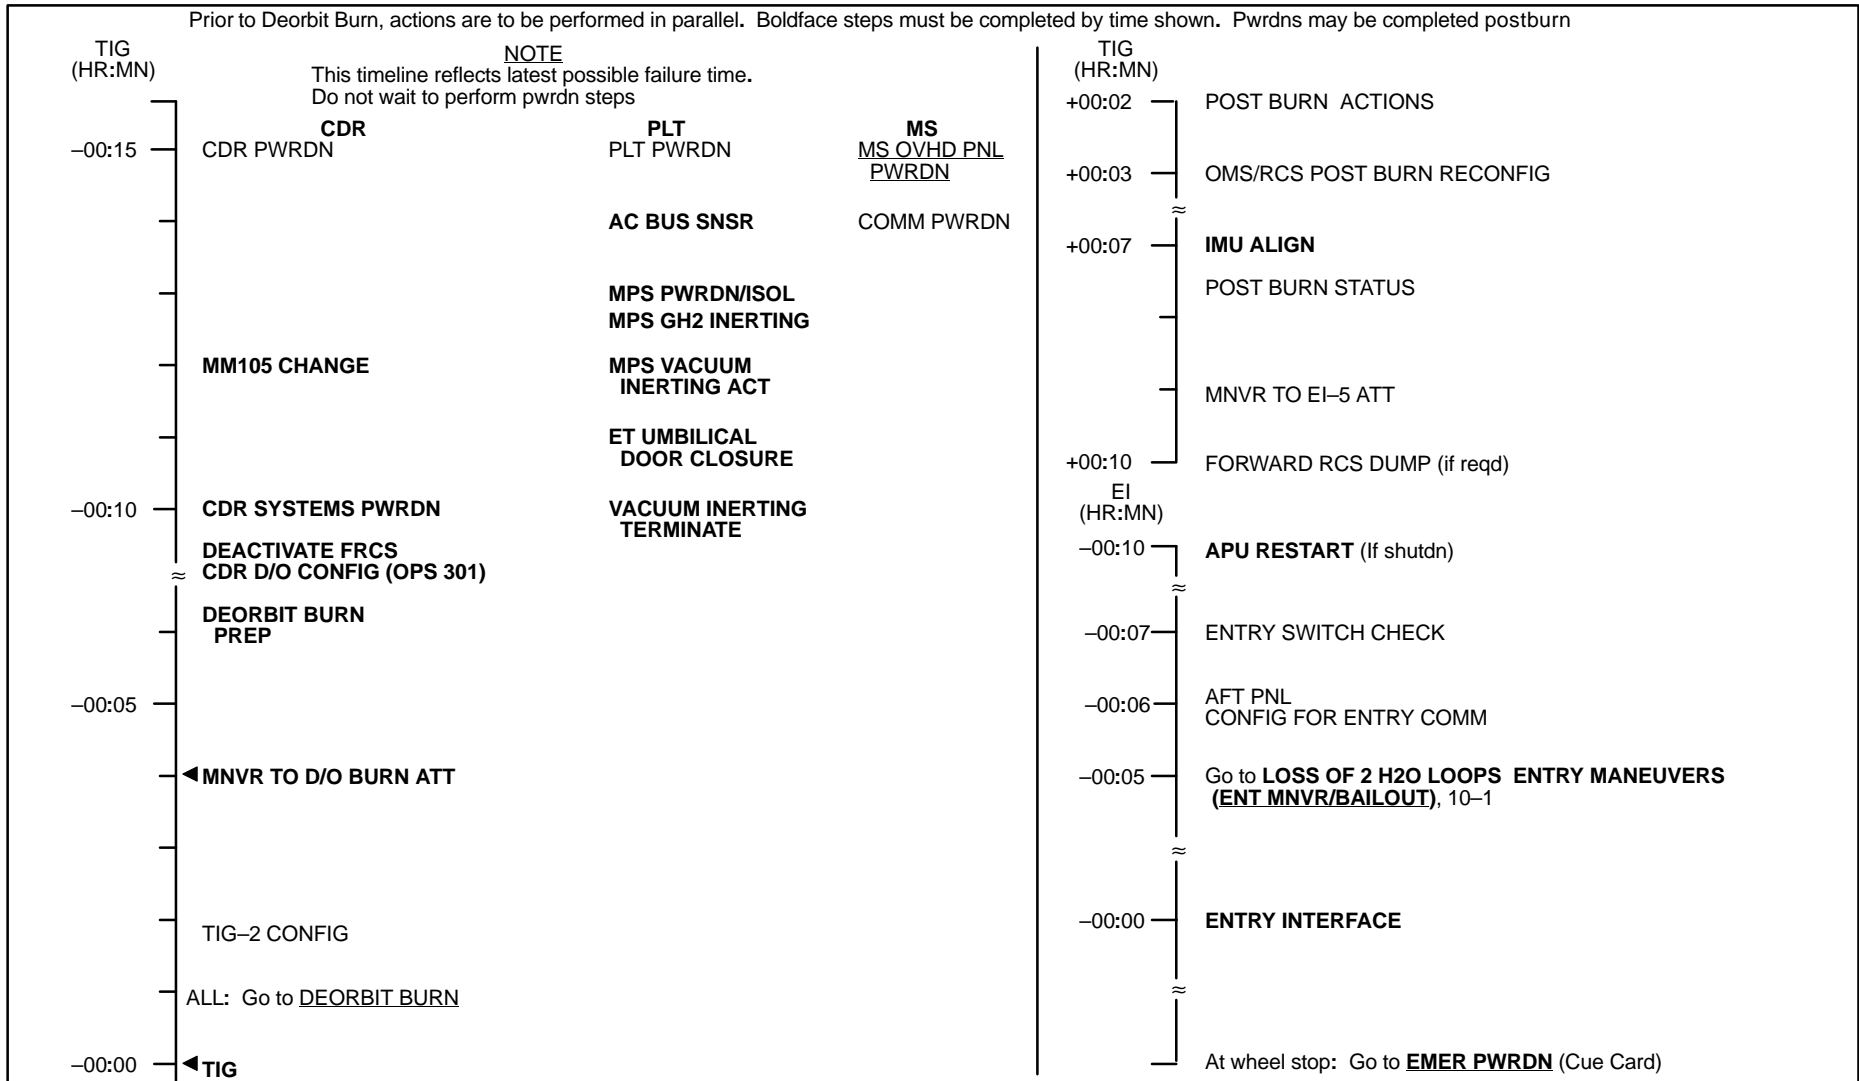 Prior to Deorbit Burn, actions are to be performed in parallel. Boldface steps must be completed by time shown. Pwrdns may be completed postburn
TIG
(HR:MN)
NOTE
This timeline reflects latest possible failure time.
Do not wait to perform pwrdn steps
CDR PLT MS
–00:15 CDR PWRDN PLT PWRDN MS OVHD PNL
PWRDN
AC BUS SNSR COMM PWRDN
MPS PWRDN/ISOL
MPS GH2 INERTING
MM105 CHANGE MPS VACUUM
INERTING ACT
ET UMBILICAL
DOOR CLOSURE
–00:10 CDR SYSTEMS PWRDN VACUUM INERTING
TERMINATE
DEACTIVATE FRCS
≈ CDR D/O CONFIG (OPS 301)
DEORBIT BURN
PREP
–00:05
MNVR TO D/O BURN ATT
TIG–2 CONFIG
ALL: Go to DEORBIT BURN
–00:00 TIG
TIG
(HR:MN)
+00:02 POST BURN ACTIONS
+00:03 OMS/RCS POST BURN RECONFIG
≈
+00:07 IMU ALIGN
POST BURN STATUS
MNVR TO EI–5 ATT
+00:10 FORWARD RCS DUMP (if reqd)
EI
(HR:MN)
–00:10 APU RESTART (If shutdn)
≈
–00:07 ENTRY SWITCH CHECK
–00:06 AFT PNL
CONFIG FOR ENTRY COMM
–00:05 Go to LOSS OF 2 H2O LOOPS ENTRY MANEUVERS
(ENT MNVR/BAILOUT), 10–1
≈
–00:00 ENTRY INTERFACE
≈
At wheel stop: Go to EMER PWRDN (Cue Card)